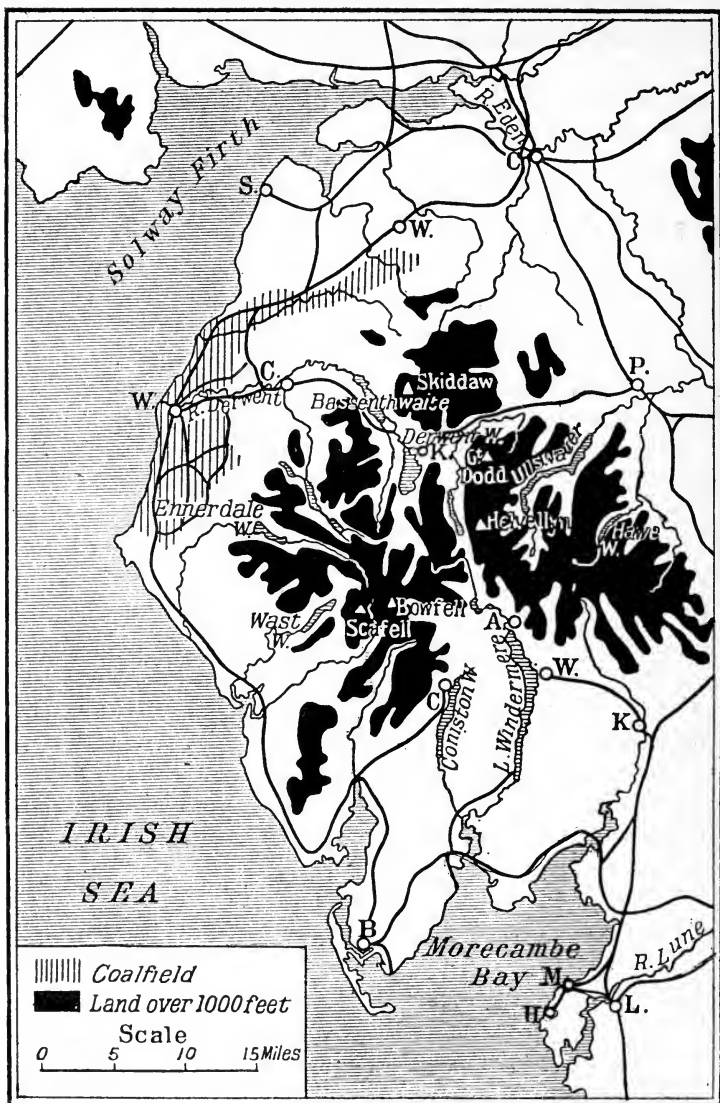 R. Eden
C.
Solway Firth
S.
W.
Skiddaw
P.
C.
W.
R. Derwent
Bassenthwaite
Derwent W.
K.
Gt
Dodd
Ullswater
Ennerdale
W.
Helvellyn
Hawes
W.
Bowfell
Scafell
Wast
W.
A.
W.
C
Coniston W
L. Windermere
K
IRISH
SEA
B
Morecambe
Bay
M.
R. Lune
H
L.
Coalfield
Land over 1000 feet
Scale
0 5 10 15 Miles